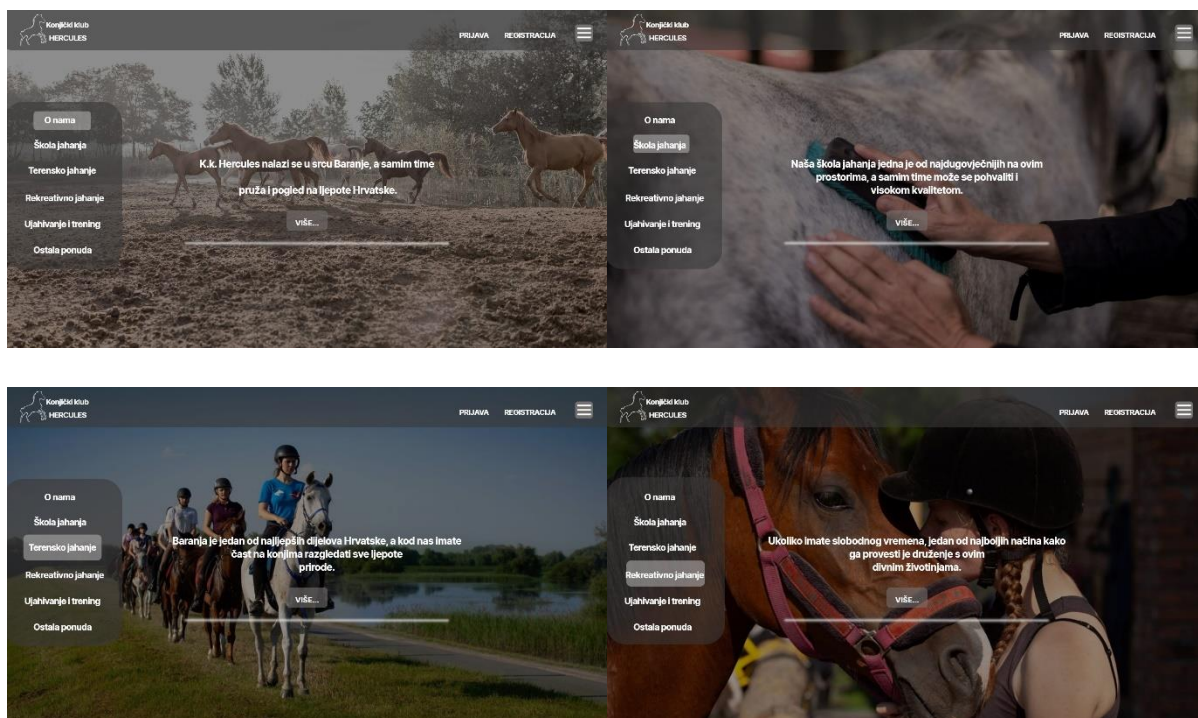 Konjički klub
HERCULES
PRIJAVA REGISTRACIJA
O nama
Škola jahanja
Terensko jahanje
Rekreativno jahanje
Ujahivanje i trening
Ostala ponuda
K.k. Hercules nalazi se u srcu Baranje, a samim time
pruža i pogled na ljepote Hrvatske.
VIŠE...
Konjički klub
HERCULES
PRIJAVA REGISTRACIJA
O nama
Škola jahanja
Terensko jahanje
Rekreativno jahanje
Ujahivanje i trening
Ostala ponuda
Naša škola jahanja jedna je od najdugovječnijih na ovim
prostorima, a samim time može se pohvaliti i
visokom kvalitetom.
VIŠE...
Konjički klub
HERCULES
PRIJAVA REGISTRACIJA
O nama
Škola jahanja
Terensko jahanje
Rekreativno jahanje
Ujahivanje i trening
Ostala ponuda
Baranja je jedan od najljepših dijelova Hrvatske, a kod nas imate
čast na konjima razgledati sve ljepote
prirode.
VIŠE...
Konjički klub
HERCULES
PRIJAVA REGISTRACIJA
O nama
Škola jahanja
Terensko jahanje
Rekreativno jahanje
Ujahivanje i trening
Ostala ponuda
Ukoliko imate slobodnog vremena, jedan od najboljih načina kako
ga provesti je druženje s ovim
divnim životinjama.
VIŠE...